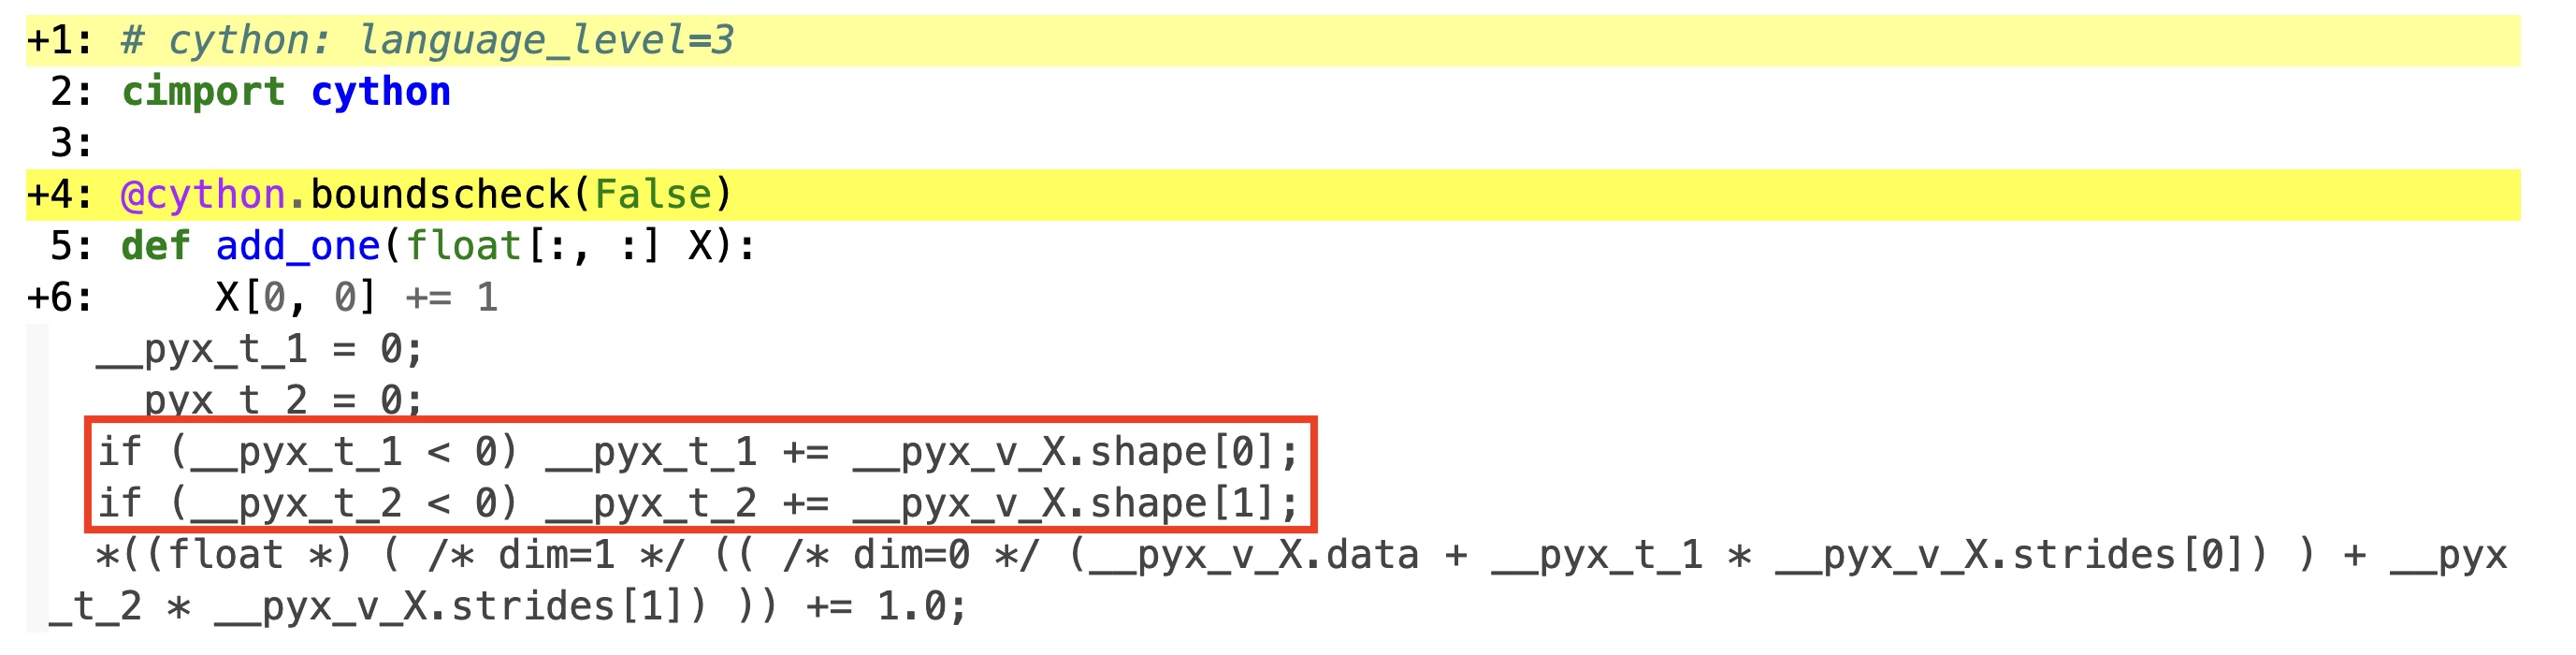 +1: # cython: language_level=3
2: cimport cython
3:
+4: @cython.boundscheck(False)
5: def add_one(float[:, :] X):
+6:     X[0, 0] += 1
__pyx_t_1 = 0;
__pyx_t_2 = 0;
if (__pyx_t_1 < 0) __pyx_t_1 += __pyx_v_X.shape[0];
if (__pyx_t_2 < 0) __pyx_t_2 += __pyx_v_X.shape[1];
*((float *) ( /* dim=1 */ (( /* dim=0 */ (__pyx_v_X.data + __pyx_t_1 * __pyx_v_X.strides[0]) ) + __pyx
_t_2 * __pyx_v_X.strides[1]) )) += 1.0;